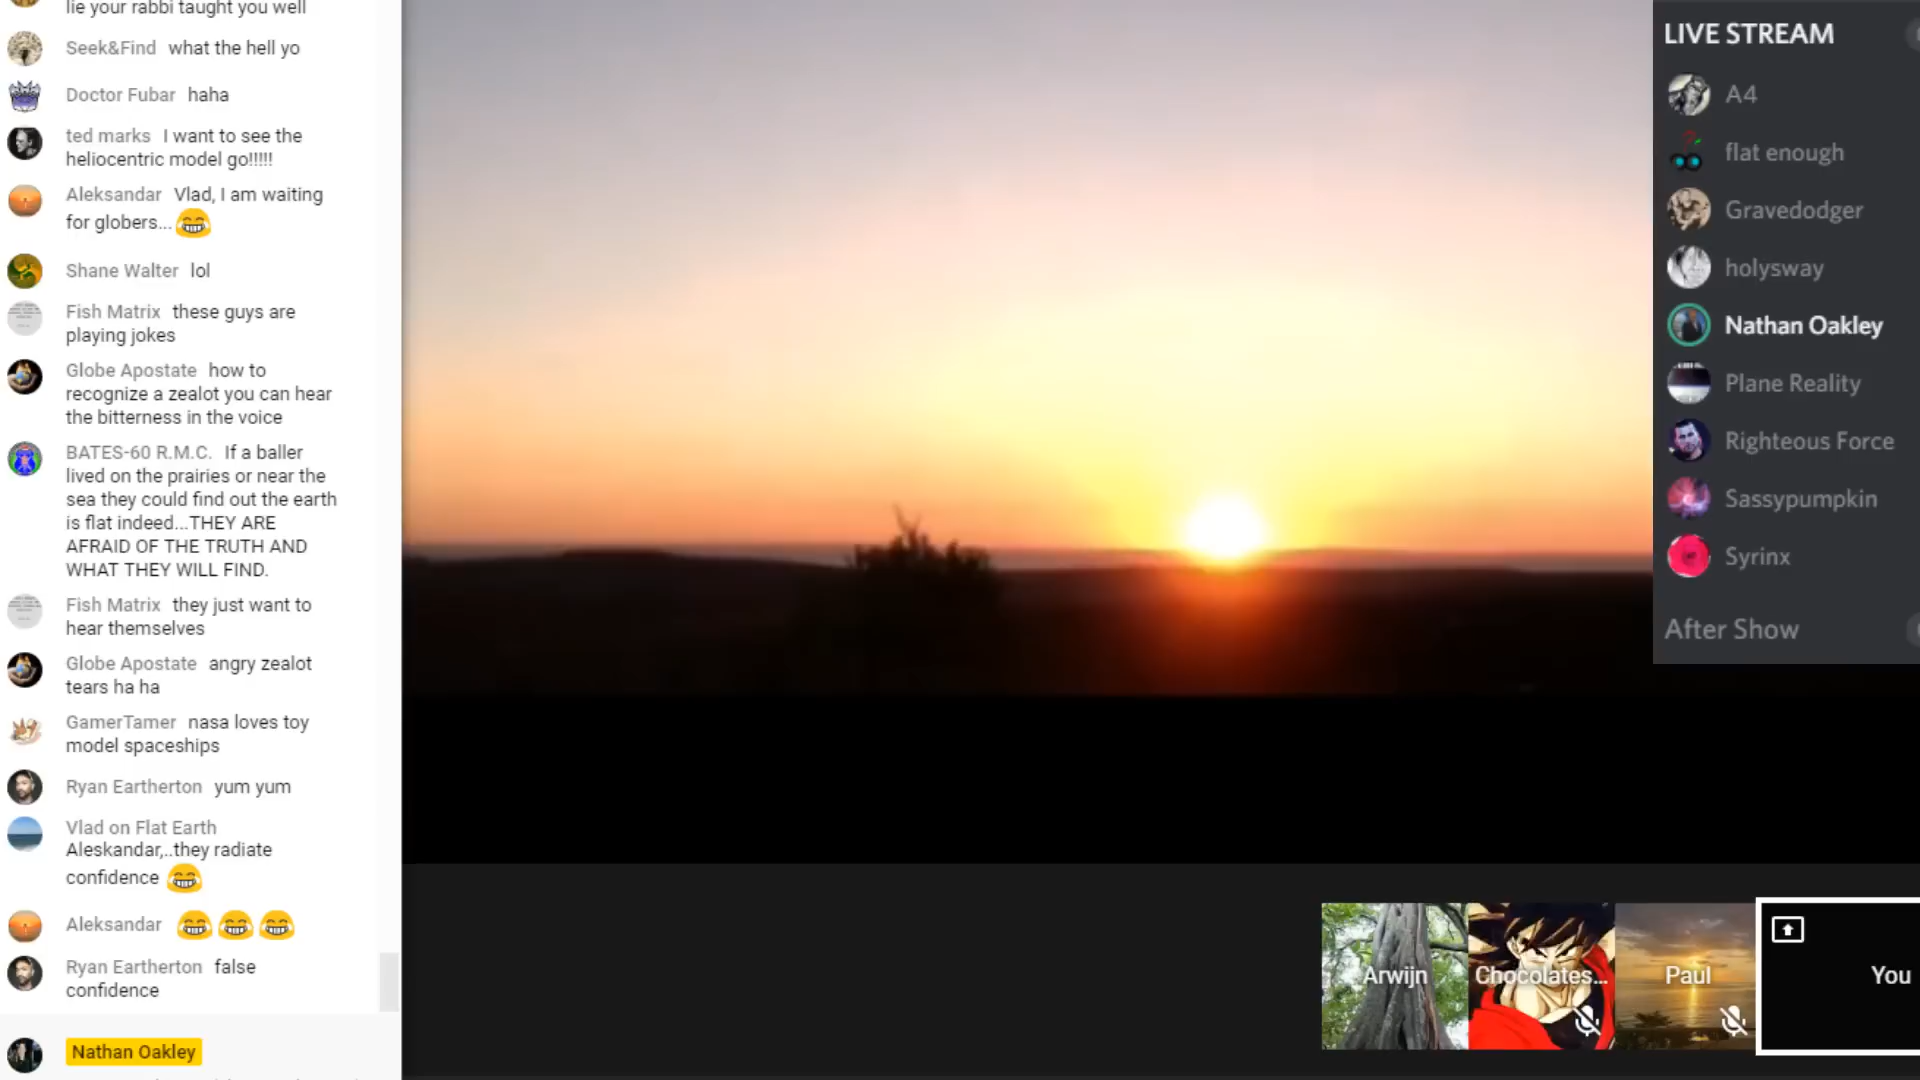 lie your rabbi taught you well
Seek&Find what the hell yo
Doctor Fubar haha
ted marks I want to see the
heliocentric model go!!!!!
Aleksandar Vlad, I am waiting
for globers...
Shane Walter lol
Fish Matrix these guys are
playing jokes
Globe Apostate how to
recognize a zealot you can hear
the bitterness in the voice
BATES-60 R.M.C. If a baller
lived on the prairies or near the
sea they could find out the earth
is flat indeed...THEY ARE
AFRAID OF THE TRUTH AND
WHAT THEY WILL FIND.
Fish Matrix they just want to
hear themselves
Globe Apostate angry zealot
tears ha ha
GamerTamer nasa loves toy
model spaceships
Ryan Eartherton yum yum
Vlad on Flat Earth
Aleskandar,..they radiate
confidence
Aleksandar
Ryan Eartherton false
confidence
Nathan Oakley
LIVE STREAM
A4
flat enough
Gravedodger
holysway
Nathan Oakley
Plane Reality
Righteous Force
Sassypumpkin
Syrinx
After Show
Arwijn
Chocolates...
Paul
You